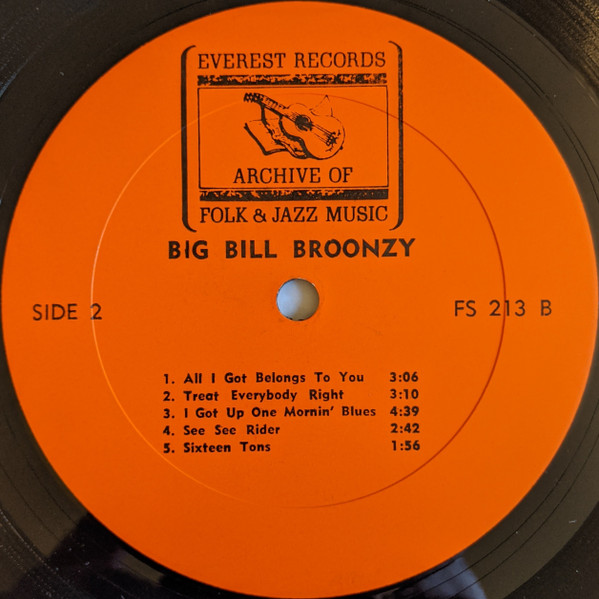 EVEREST RECORDS
ARCHIVE OF
FOLK & JAZZ MUSIC
BIG BILL BROONZY
SIDE 2
FS 213 B
1. All I Got Belongs To You 3:06
2. Treat Everybody Right 3:10
3. I Got Up One Mornin' Blues 4:39
4. See See Rider 2:42
5. Sixteen Tons 1:56